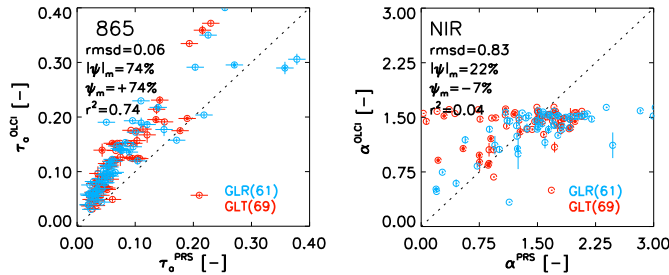 865
rmsd=0.06
|ψ|m=74%
ψm=+74%
r²=0.74
GLR(61)
GLT(69)
0.40
0.30
0.20
0.10
0.00
0.00 0.10 0.20 0.30 0.40
τa^OLCI [-]
τa^PRS [-]
NIR
rmsd=0.83
|ψ|m=22%
ψm=-7%
r²=0.04
GLR(61)
GLT(69)
3.00
2.25
1.50
0.75
0.00
0.00 0.75 1.50 2.25 3.00
α^OLCI [-]
α^PRS [-]